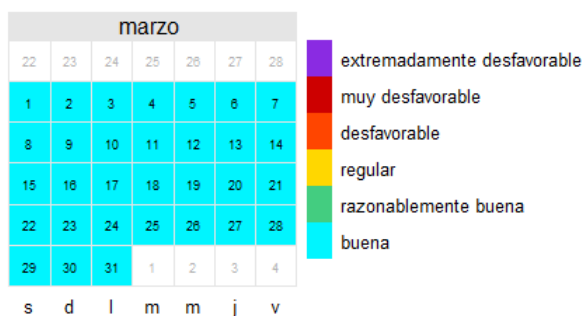 marzo
22 23 24 25 26 27 28
1 2 3 4 5 6 7
8 9 10 11 12 13 14
15 16 17 18 19 20 21
22 23 24 25 26 27 28
29 30 31 1 2 3 4
s d l m m j v
extremadamente desfavorable
muy desfavorable
desfavorable
regular
razonablemente buena
buena